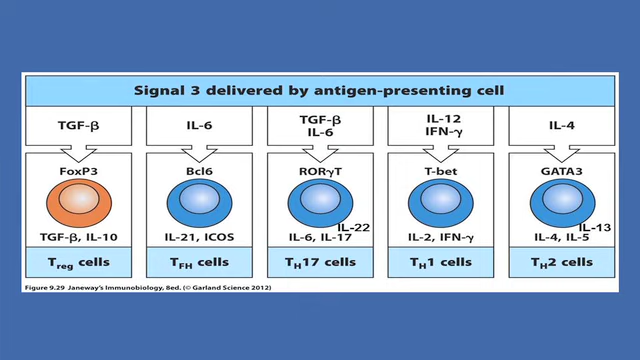 Signal 3 delivered by antigen-presenting cell
TGF-β
IL-6
TGF-β
IL-6
IL-12
IFN-γ
IL-4
FoxP3
Bcl6
RORγT
T-bet
GATA3
IL-22
IL-13
TGF-β, IL-10
IL-21, ICOS
IL-6, IL-17
IL-2, IFN-γ
IL-4, IL-5
Treg cells
TFH cells
TH17 cells
TH1 cells
TH2 cells
Figure 9.29 Janeway's Immunobiology, 8ed. (© Garland Science 2012)